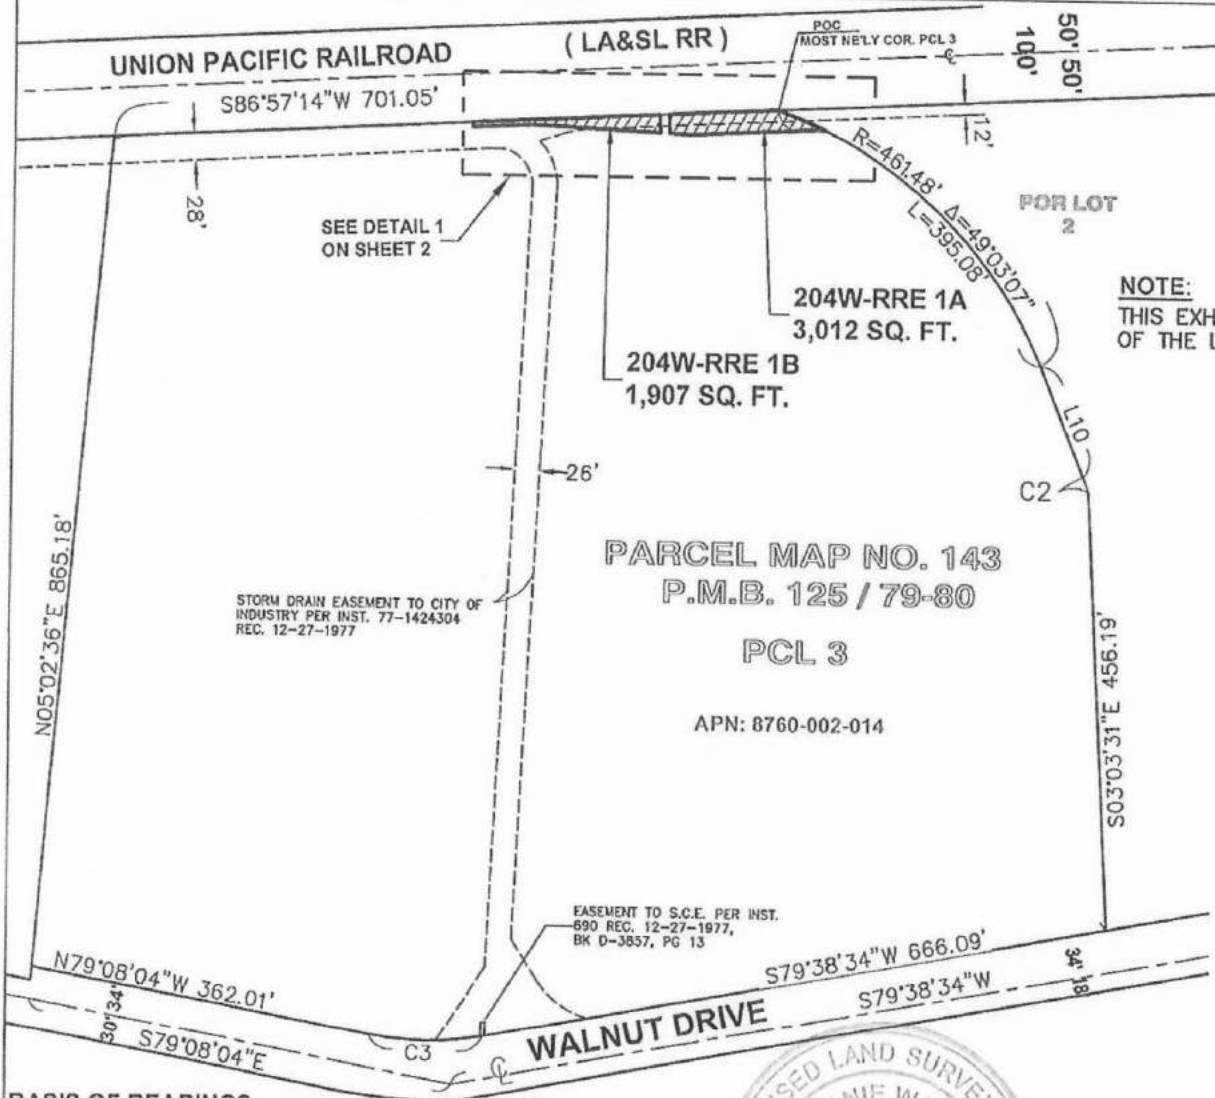 UNION PACIFIC RAILROAD
( LA&SL RR )
POC
MOST NE'LY COR. PCL 3
℄
50' 50'
100'
S86°57'14"W 701.05'
12'
28'
R=461.48' Δ=49°03'07"
L=395.08'
POR LOT
2
SEE DETAIL 1
ON SHEET 2
NOTE:
THIS EXH
OF THE
204W-RRE 1A
3,012 SQ. FT.
204W-RRE 1B
1,907 SQ. FT.
L10
C2
26'
N05°02'36"E 865.18'
PARCEL MAP NO. 143
P.M.B. 125 / 79-80
PCL 3
STORM DRAIN EASEMENT TO CITY OF
INDUSTRY PER INST. 77-1424304
REC. 12-27-1977
APN: 8760-002-014
S03°03'31"E 456.19'
EASEMENT TO S.C.E. PER INST.
690 REC. 12-27-1977,
BK D-3857, PG 13
N79°08'04"W 362.01'
S79°38'34"W 666.09'
34'
18'
S79°38'34"W
30' 34'
S79°08'04"E
C3
℄
WALNUT DRIVE
LAND
BASIS OF BEARINGS